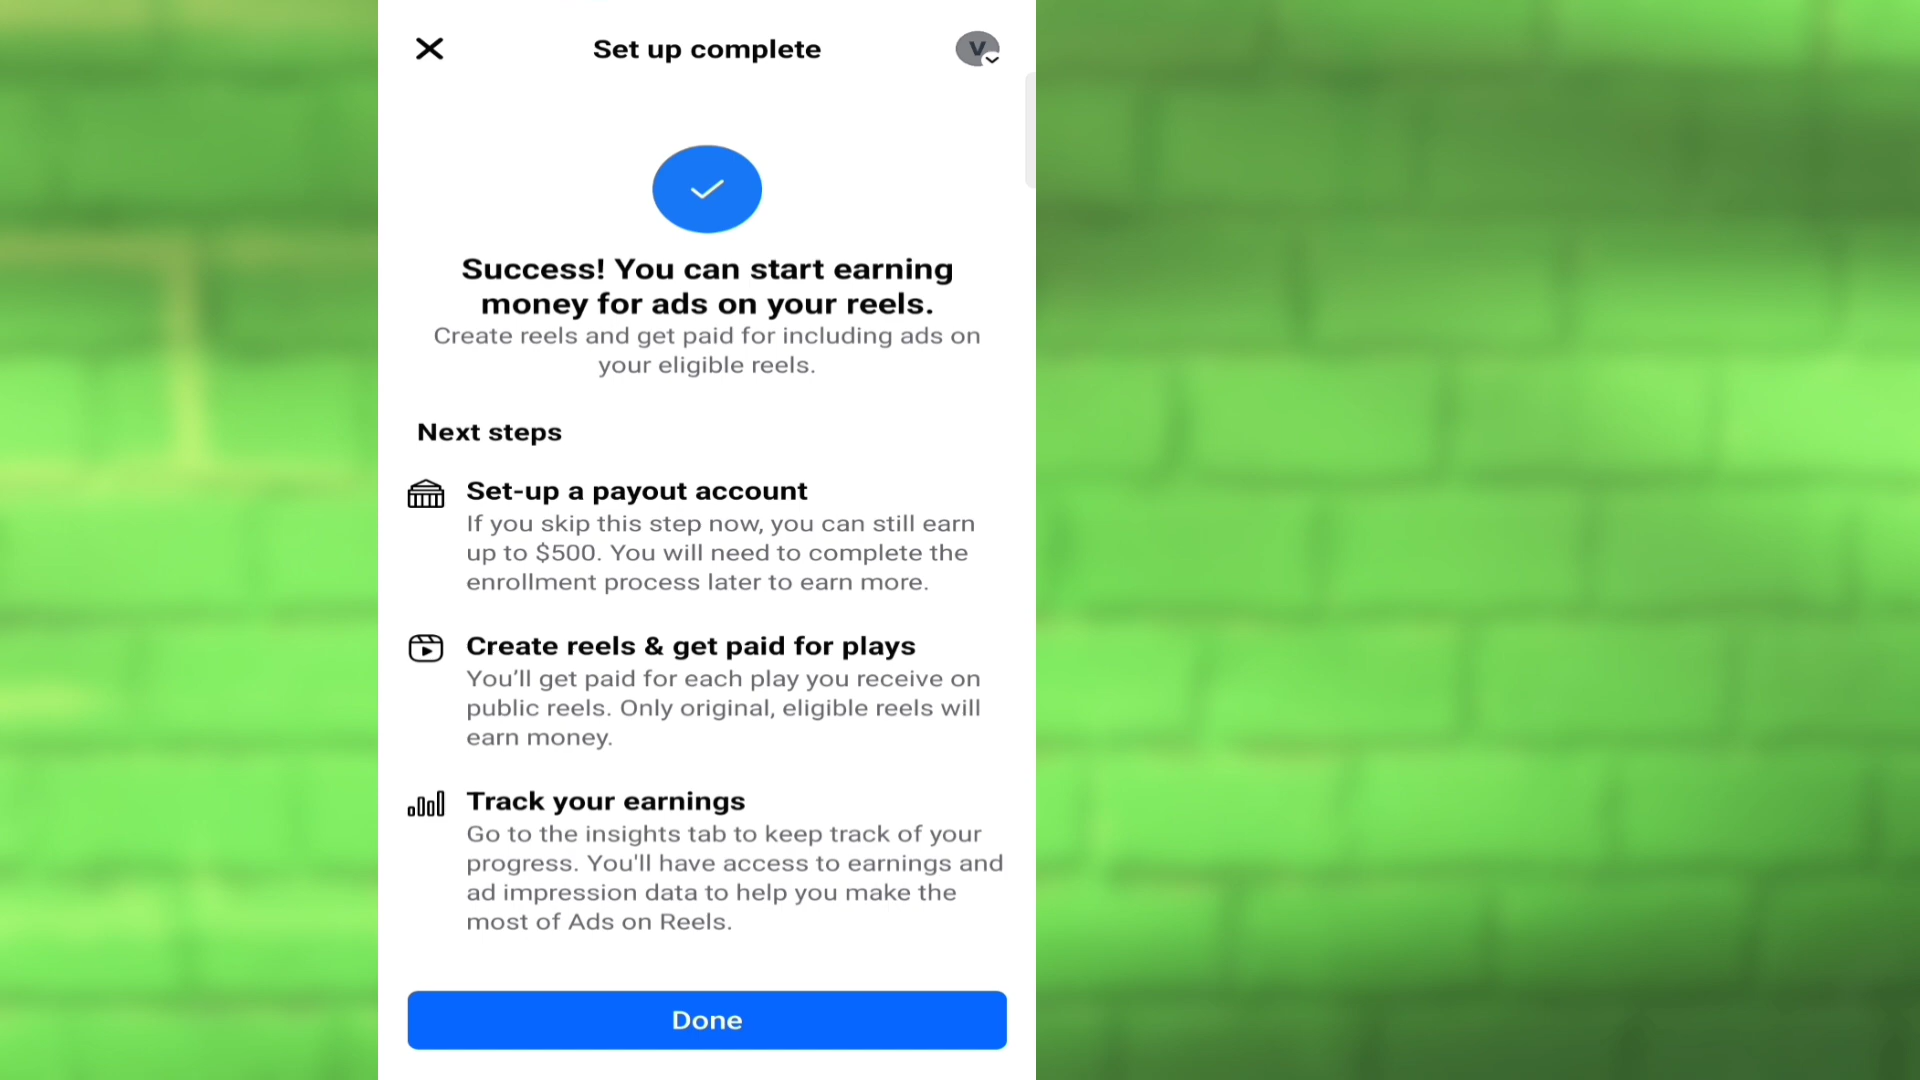 Set up complete
V
Success! You can start earning
money for ads on your reels.
Create reels and get paid for including ads on
your eligible reels.
Next steps
Set-up a payout account
If you skip this step now, you can still earn
up to $500. You will need to complete the
enrollment process later to earn more.
Create reels & get paid for plays
You’ll get paid for each play you receive on
public reels. Only original, eligible reels will
earn money.
Track your earnings
Go to the insights tab to keep track of your
progress. You'll have access to earnings and
ad impression data to help you make the
most of Ads on Reels.
Done